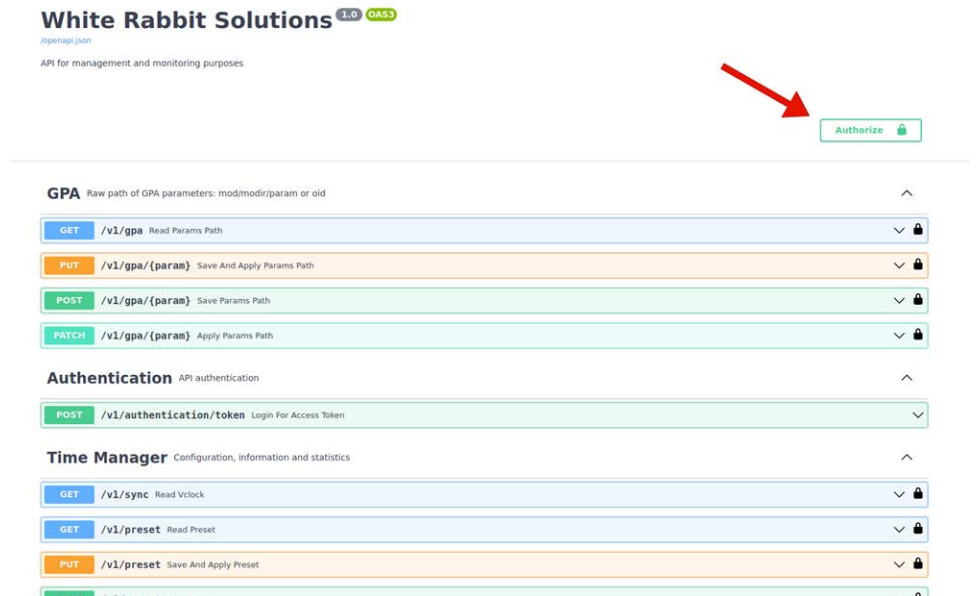 White Rabbit Solutions 1.0 OAS3
/openapi.json
API for management and monitoring purposes
Authorize
GPA Raw path of GPA parameters: mod/modir/param or oid
GET /v1/gpa Read Params Path
PUT /v1/gpa/{param} Save And Apply Params Path
POST /v1/gpa/{param} Save Params Path
PATCH /v1/gpa/{param} Apply Params Path
Authentication API authentication
POST /v1/authentication/token Login For Access Token
Time Manager Configuration, information and statistics
GET /v1/sync Read Vclock
GET /v1/preset Read Preset
PUT /v1/preset Save And Apply Preset